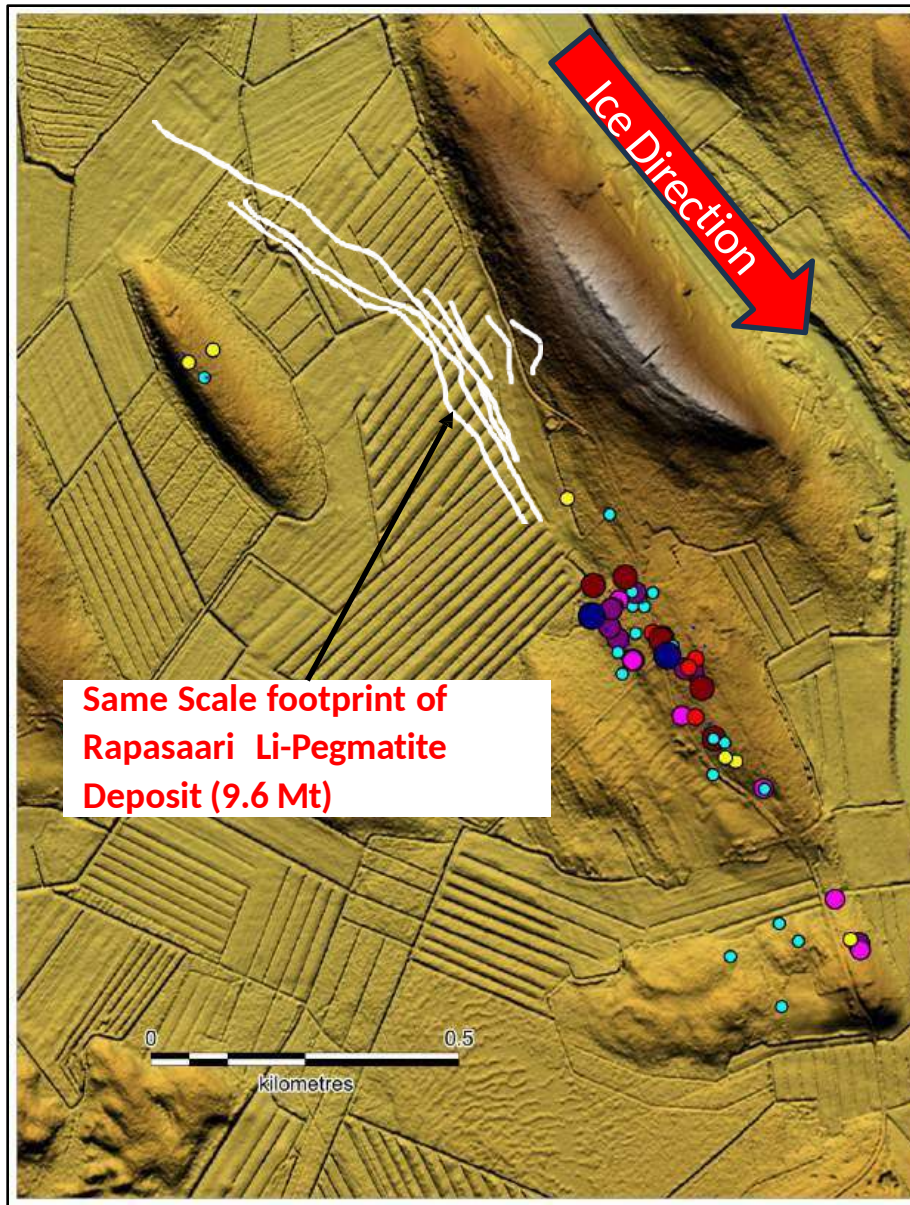 Ice Direction
Same Scale footprint of
Rapasaari Li-Pegmatite
Deposit (9.6 Mt)
0 0.5
kilometres